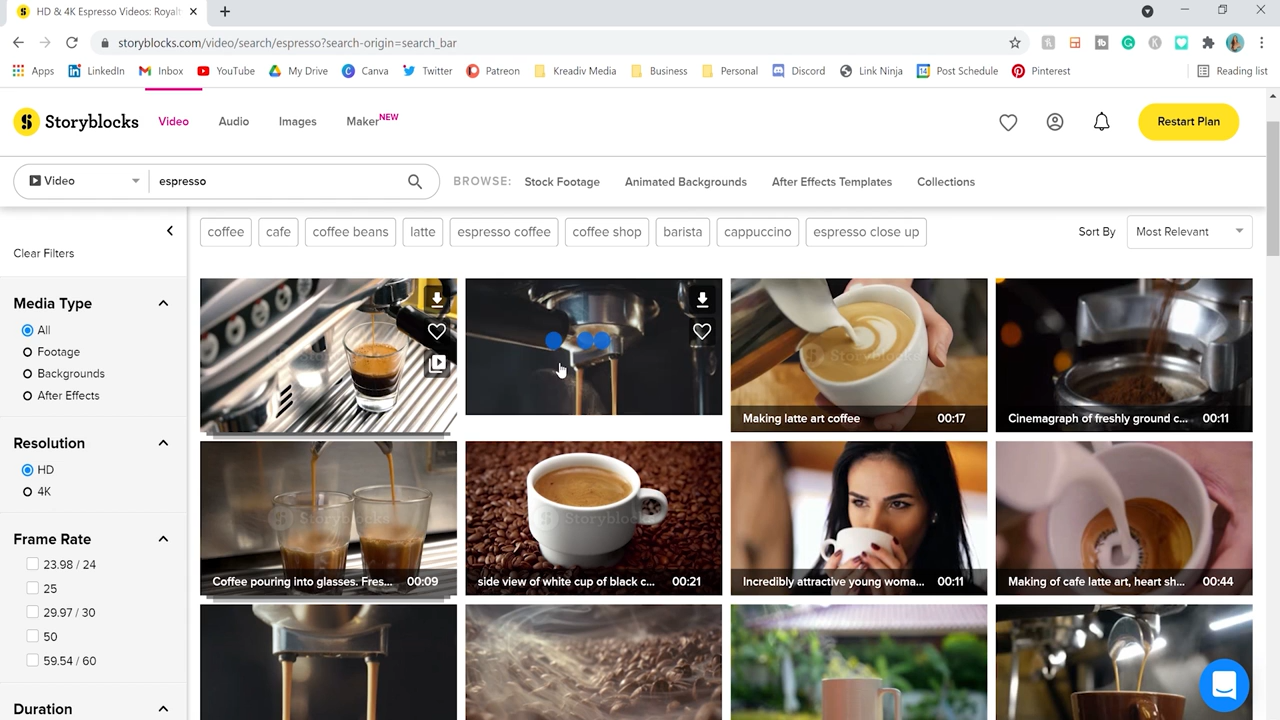 HD & 4K Espresso Videos: Royalt
storyblocks.com/video/search/espresso?search-origin=search_bar
Apps LinkedIn Inbox YouTube My Drive Canva Twitter Patreon Kreadiv Media Business Personal Discord Link Ninja Post Schedule Pinterest Reading list
Storyblocks Video Audio Images Maker NEW Restart Plan
Video espresso BROWSE: Stock Footage Animated Backgrounds After Effects Templates Collections
coffee cafe coffee beans latte espresso coffee coffee shop barista cappuccino espresso close up Sort By Most Relevant
Clear Filters
Media Type
All
Footage
Backgrounds
After Effects
Resolution
HD
4K
Frame Rate
23.98 / 24
25
29.97 / 30
50
59.54 / 60
Duration
Storyblocks
Storyblocks
Making latte art coffee 00:17
Cinemagraph of freshly ground c... 00:11
Storyblocks
Coffee pouring into glasses. Fres... 00:09
Storyblocks
side view of white cup of black c... 00:21
Incredibly attractive young woma... 00:11
Making of cafe latte art, heart sh... 00:44